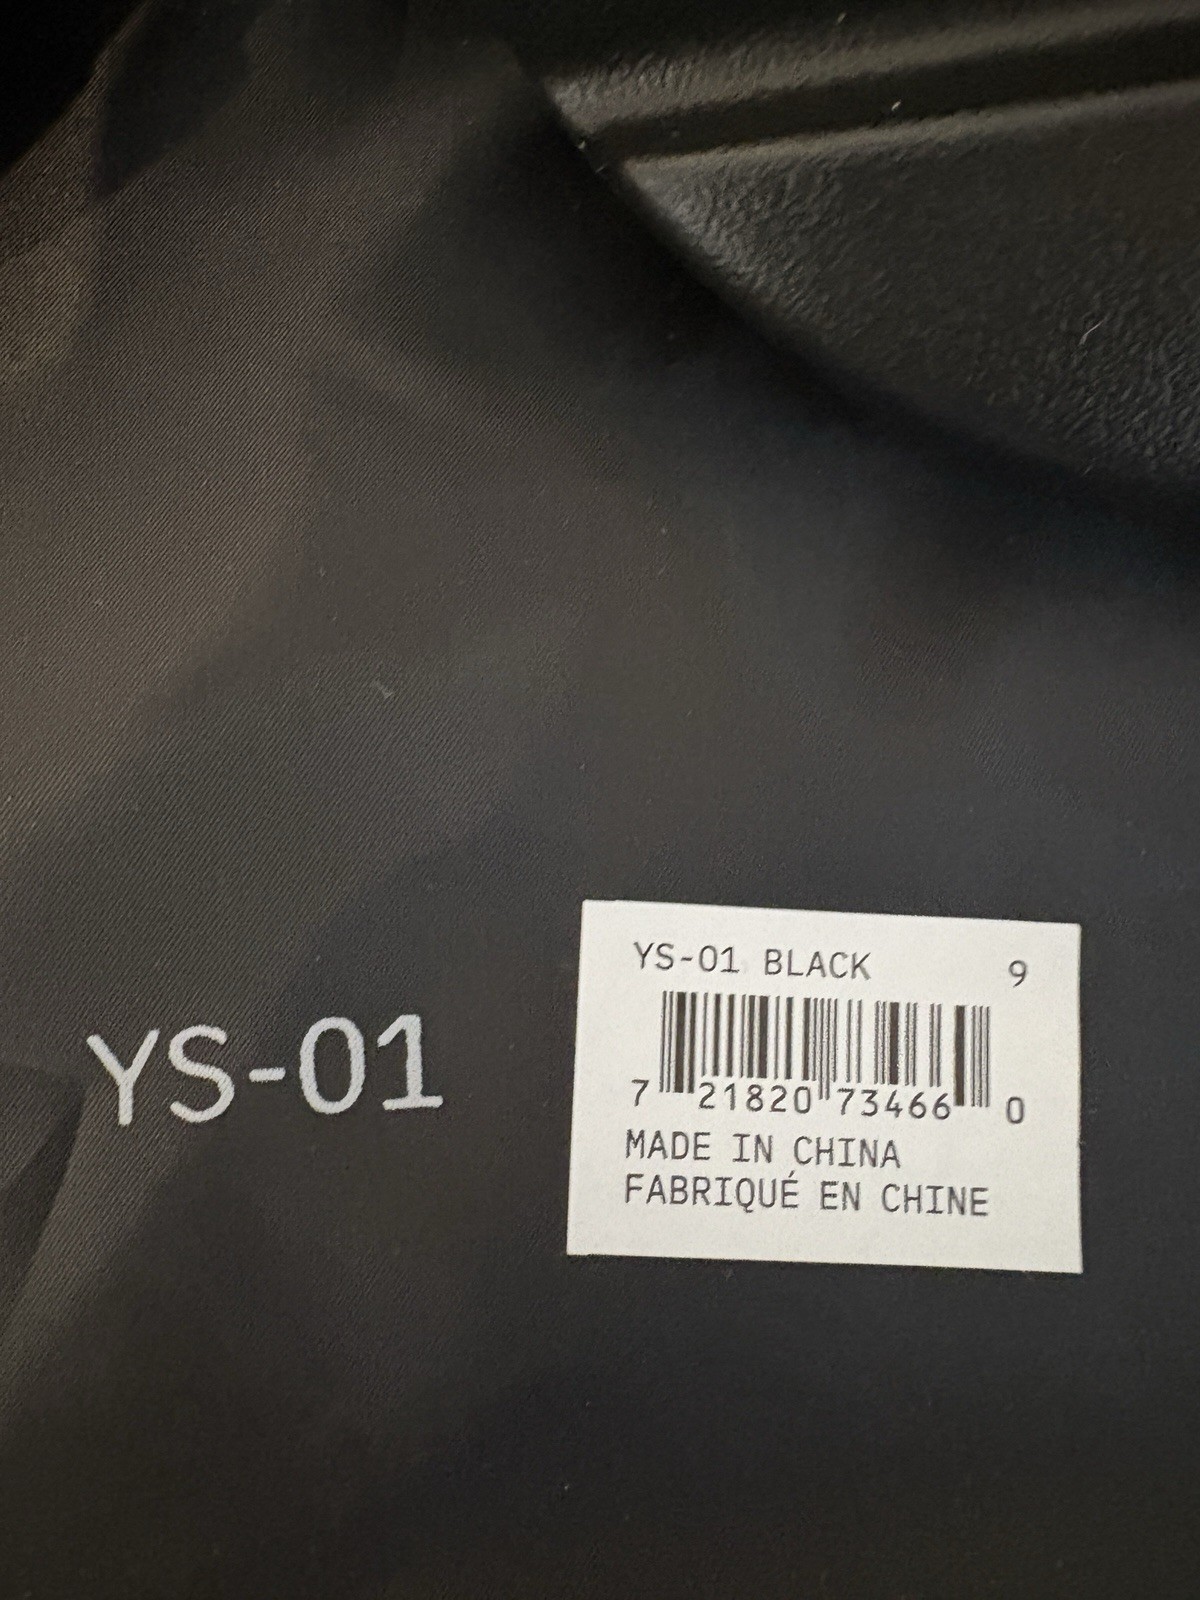 YS-01
YS-01 BLACK 9
7 21820 73466 0
MADE IN CHINA
FABRIQUÉ EN CHINE